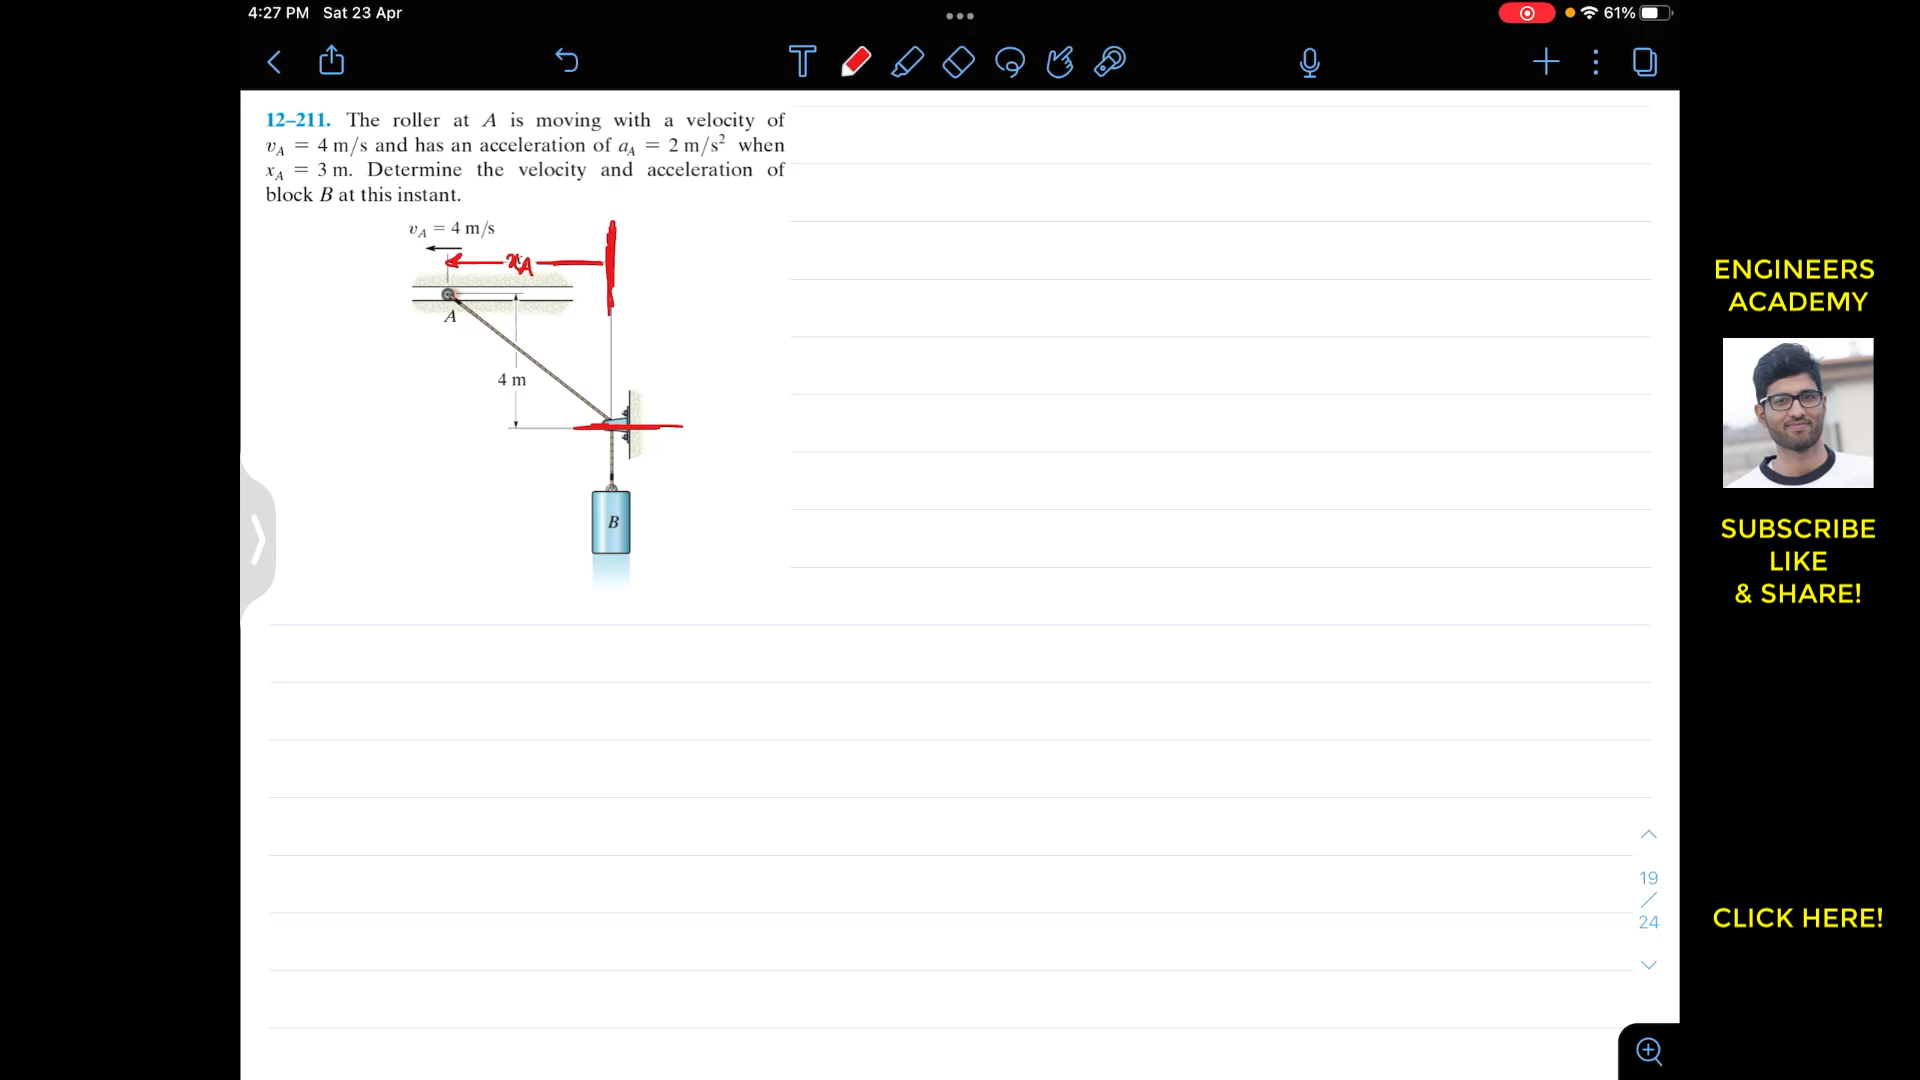 4:27 PM Sat 23 Apr
61%
12–211. The roller at A is moving with a velocity of
v_A = 4 m/s and has an acceleration of a_A = 2 m/s² when
x_A = 3 m. Determine the velocity and acceleration of
block B at this instant.
v_A = 4 m/s
x_A
A
4 m
B
ENGINEERS
ACADEMY
SUBSCRIBE
LIKE
& SHARE!
CLICK HERE!
19
/
24